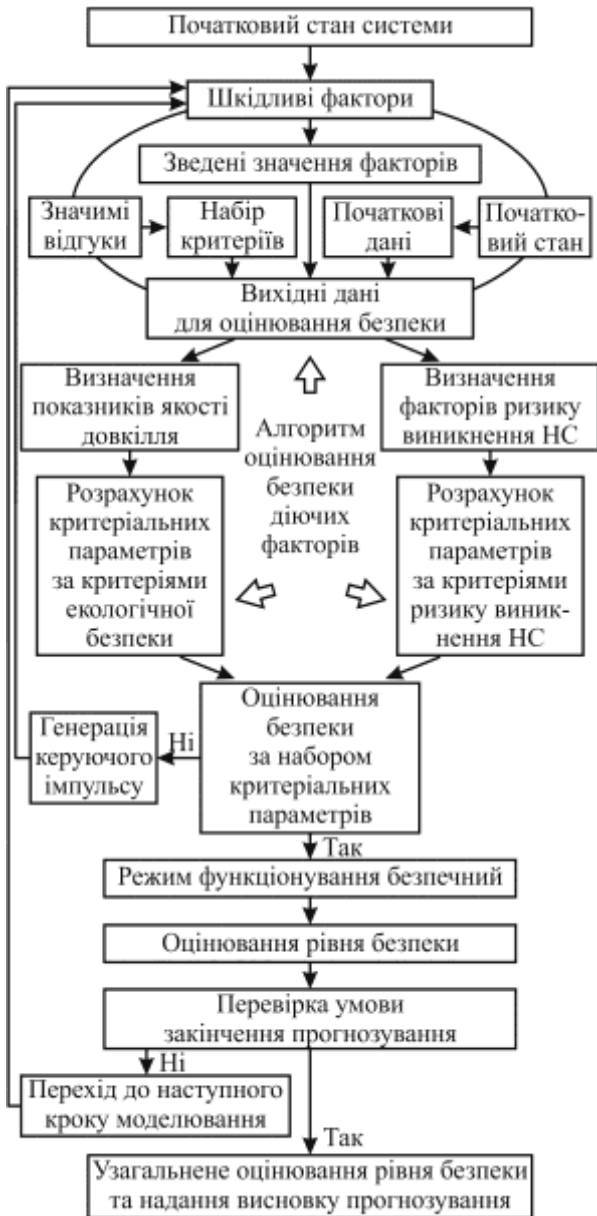 Початковий стан системи
Шкідливі фактори
Зведені значення факторів
Значимі
відгуки
Набір
критеріїв
Початкові
дані
Початко-
вий стан
Вихідні дані
для оцінювання безпеки
Визначення
показників якості
довкілля
Визначення
факторів ризику
виникнення НС
Алгоритм
оцінювання
безпеки
діючих
факторів
Розрахунок
критеріальних
параметрів
за критеріями
екологічної
безпеки
Розрахунок
критеріальних
параметрів
за критеріями
ризику виник-
нення НС
Оцінювання
безпеки
за набором
критеріальних
параметрів
Ні
Генерація
керуючого
імпульсу
Так
Режим функціонування безпечний
Оцінювання рівня безпеки
Перевірка умови
закінчення прогнозування
Ні
Перехід до наступного
кроку моделювання
Так
Узагальнене оцінювання рівня безпеки
та надання висновку прогнозування